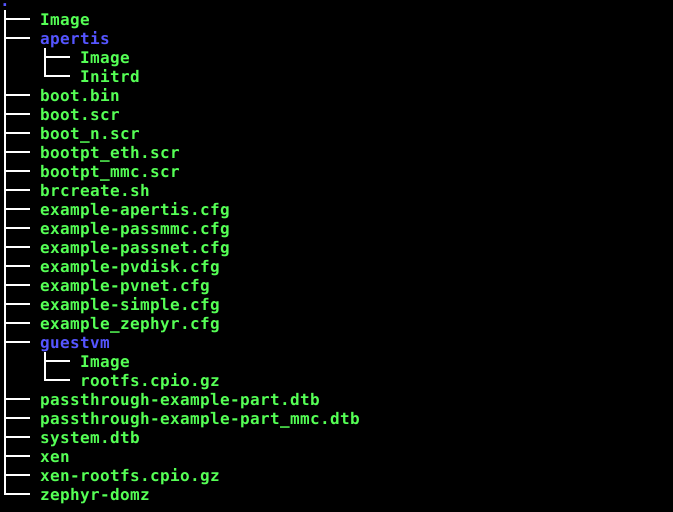 .
├── Image
├── apertis
│   ├── Image
│   └── Initrd
├── boot.bin
├── boot.scr
├── boot_n.scr
├── bootpt_eth.scr
├── bootpt_mmc.scr
├── brcreate.sh
├── example-apertis.cfg
├── example-passmmc.cfg
├── example-passnet.cfg
├── example-pvdisk.cfg
├── example-pvnet.cfg
├── example-simple.cfg
├── example_zephyr.cfg
├── guestvm
│   ├── Image
│   └── rootfs.cpio.gz
├── passthrough-example-part.dtb
├── passthrough-example-part_mmc.dtb
├── system.dtb
├── xen
├── xen-rootfs.cpio.gz
└── zephyr-domz